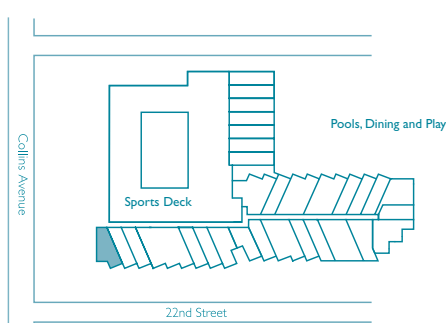 Pools, Dining and Play
Collins Avenue
Sports Deck
22nd Street